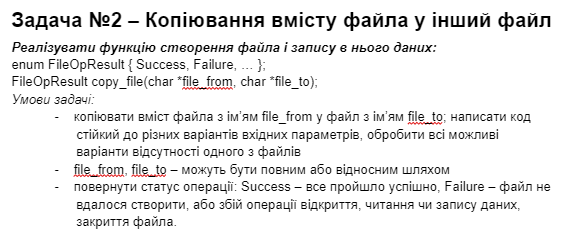 Задача №2 – Копіювання вмісту файла у інший файл
Реалізувати функцію створення файла і запису в нього даних:
enum FileOpResult { Success, Failure, … };
FileOpResult copy_file(char *file_from, char *file_to);
Умови задачі:
- копіювати вміст файла з ім’ям file_from у файл з ім’ям file_to; написати код
стійкий до різних варіантів вхідних параметрів, обробити всі можливі
варіанти відсутності одного з файлів
- file_from, file_to – можуть бути повним або відносним шляхом
- повернути статус операції: Success – все пройшло успішно, Failure – файл не
вдалося створити, або збій операції відкриття, читання чи запису даних,
закриття файла.